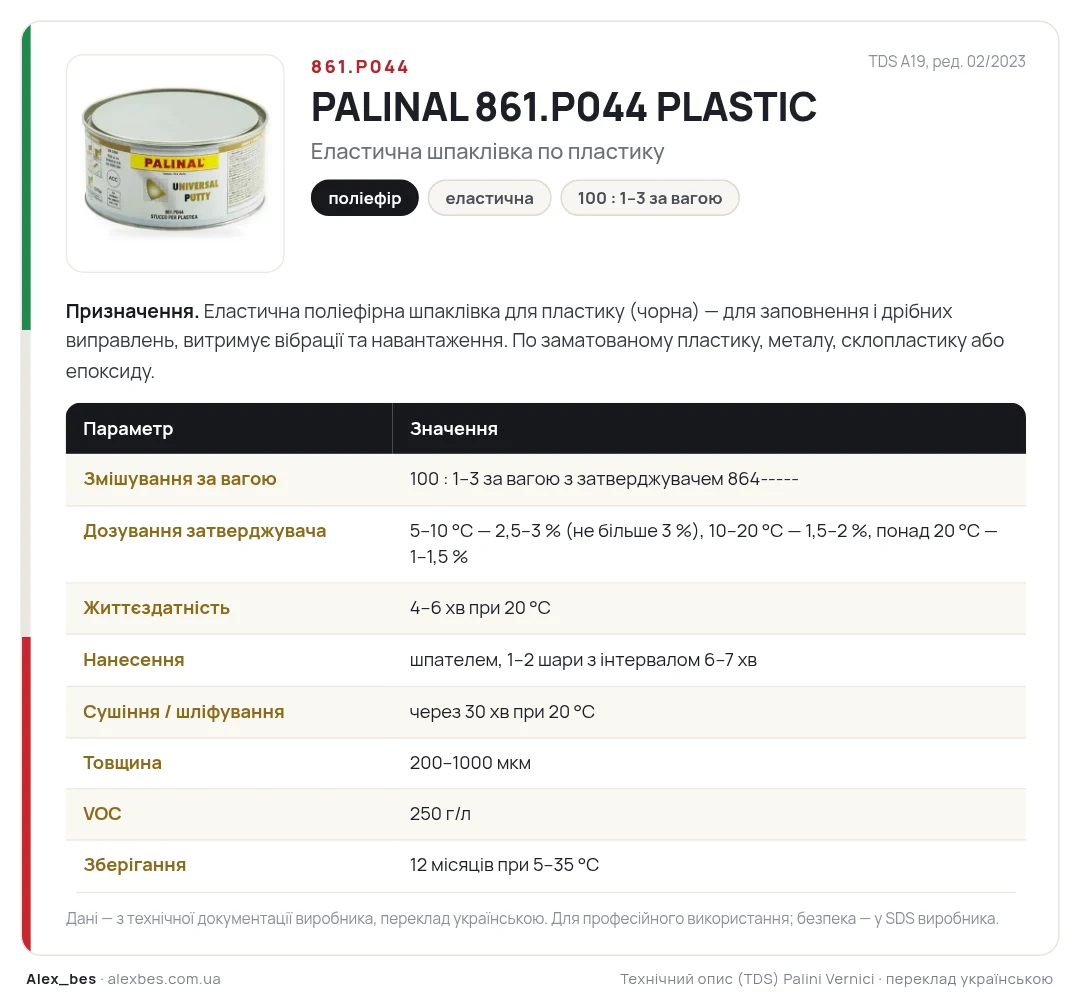 861.P044
TDS A19, ред. 02/2023
PALINAL 861.P044 PLASTIC
Еластична шпаклівка по пластику
поліефір
еластична
100 : 1–3 за вагою
PALINAL
UNIVERSAL
PUTTY
861.P044
STUCCO PER PLASTICA
Призначення. Еластична поліефірна шпаклівка для пластику (чорна) — для заповнення і дрібних
виправлень, витримує вібрації та навантаження. По заматованому пластику, металу, склопластику або
епоксиду.
Параметр Значення
Змішування за вагою 100 : 1–3 за вагою з затверджувачем 864-----
Дозування затверджувача 5–10 °C — 2,5–3 % (не більше 3 %), 10–20 °C — 1,5–2 %, понад 20 °C —
1–1,5 %
Життєздатність 4–6 хв при 20 °C
Нанесення шпателем, 1–2 шари з інтервалом 6–7 хв
Сушіння / шліфування через 30 хв при 20 °C
Товщина 200–1000 мкм
VOC 250 г/л
Зберігання 12 місяців при 5–35 °C
Дані — з технічної документації виробника, переклад українською. Для професійного використання; безпека — у SDS виробника.
Alex_bes · alexbes.com.ua
Технічний опис (TDS) Palini Vernici · переклад українською